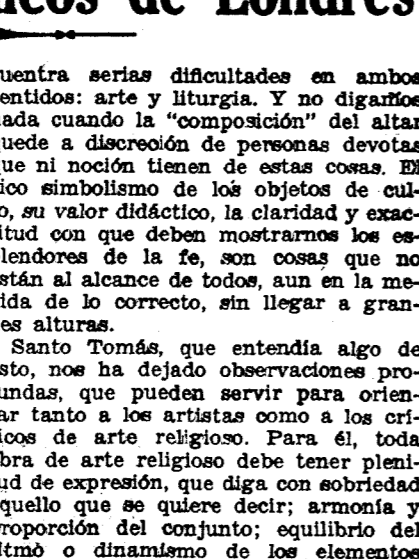 icos de Londres
uentra serias dificultades en ambos
entidos: arte y liturgia. Y no digamos
ada cuando la "composición" del altar
uede a discreción de personas devotas
ue ni noción tienen de estas cosas. El
ico simbolismo de los objetos de cul-
o, su valor didáctico, la claridad y exac-
itud con que deben mostrarnos los es-
lendores de la fe, son cosas que no
stán al alcance de todos, aun en la me-
ida de lo correcto, sin llegar a gran-
es alturas.
Santo Tomás, que entendía algo de
sto, nos ha dejado observaciones pro-
undas, que pueden servir para orien-
ar tanto a los artistas como a los crí-
icos de arte religioso. Para él, toda
bra de arte religioso debe tener pleni-
ud de expresión, que diga con sobriedad
quello que se quiere decir; armonía y
roporción del conjunto; equilibrio del
itmo o dinamismo de los elementos